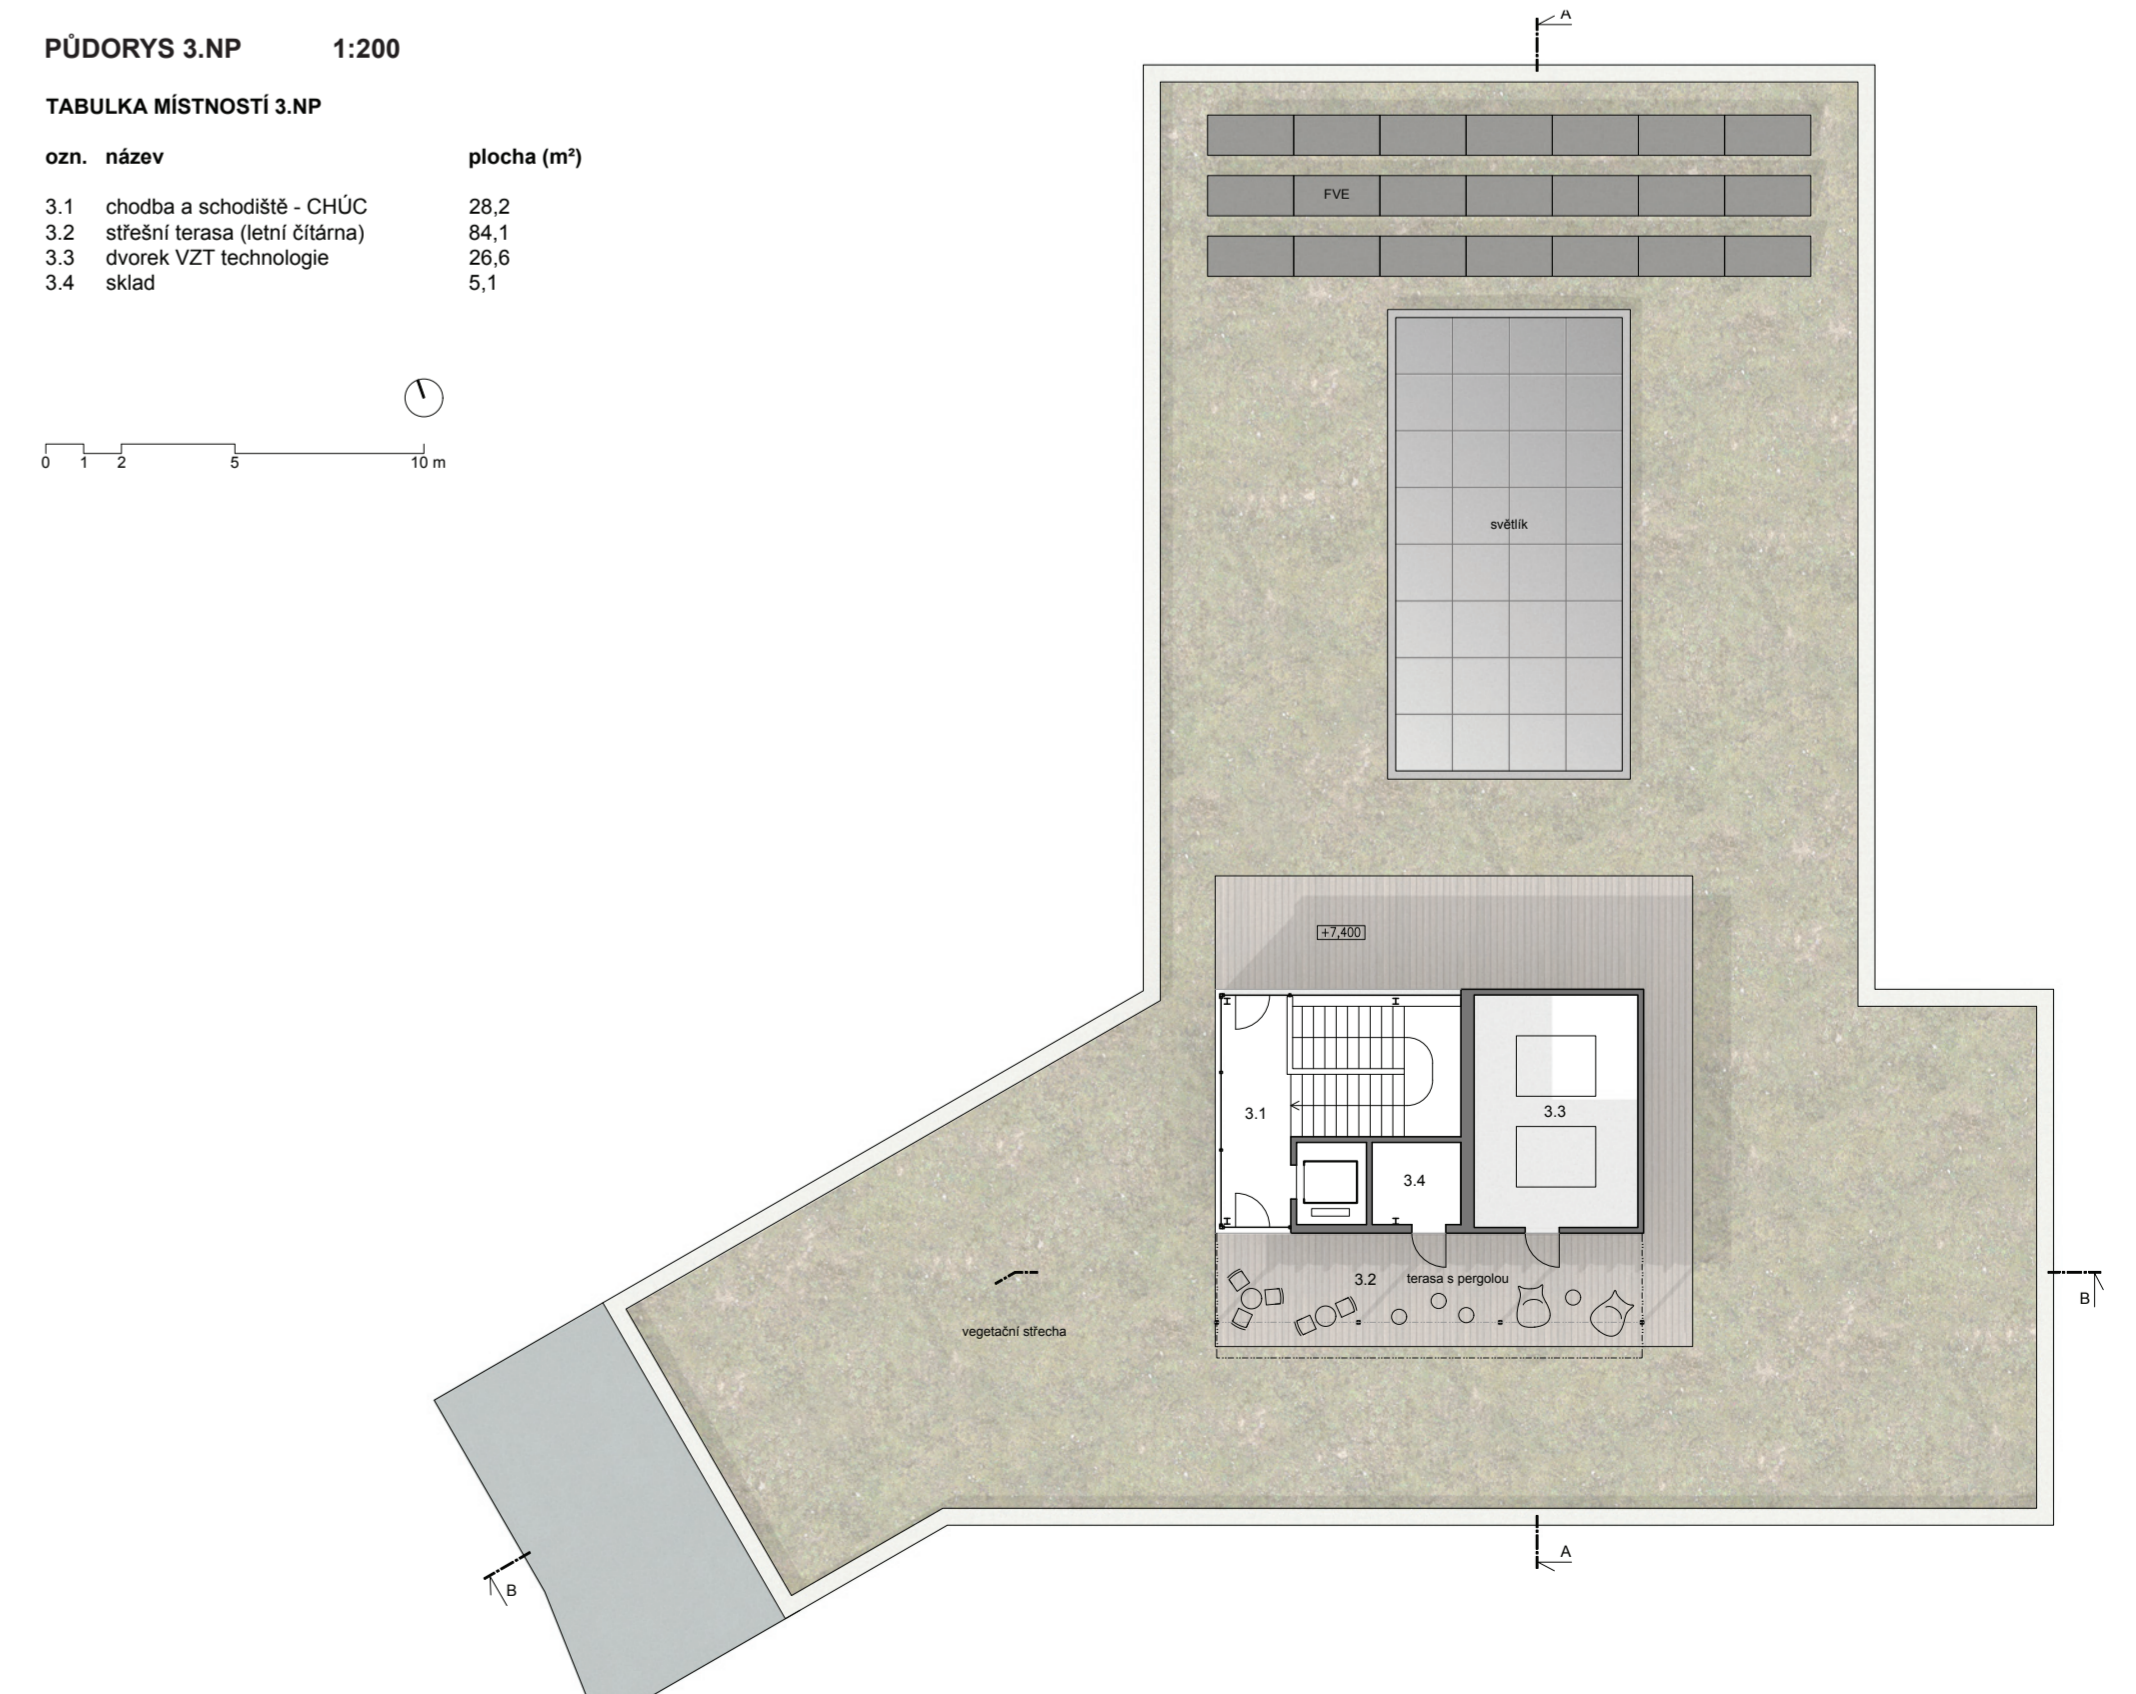 PŮDORYS 3.NP 1:200
TABULKA MÍSTNOSTÍ 3.NP
ozn. název plocha (m²)
3.1 chodba a schodiště - CHÚC 28,2
3.2 střešní terasa (letní čítárna) 84,1
3.3 dvorek VZT technologie 26,6
3.4 sklad 5,1
0 1 2 5 10 m
A
FVE
světlík
+7,400
3.1
3.3
3.4
3.2 terasa s pergolou
B
vegetační střecha
A
B